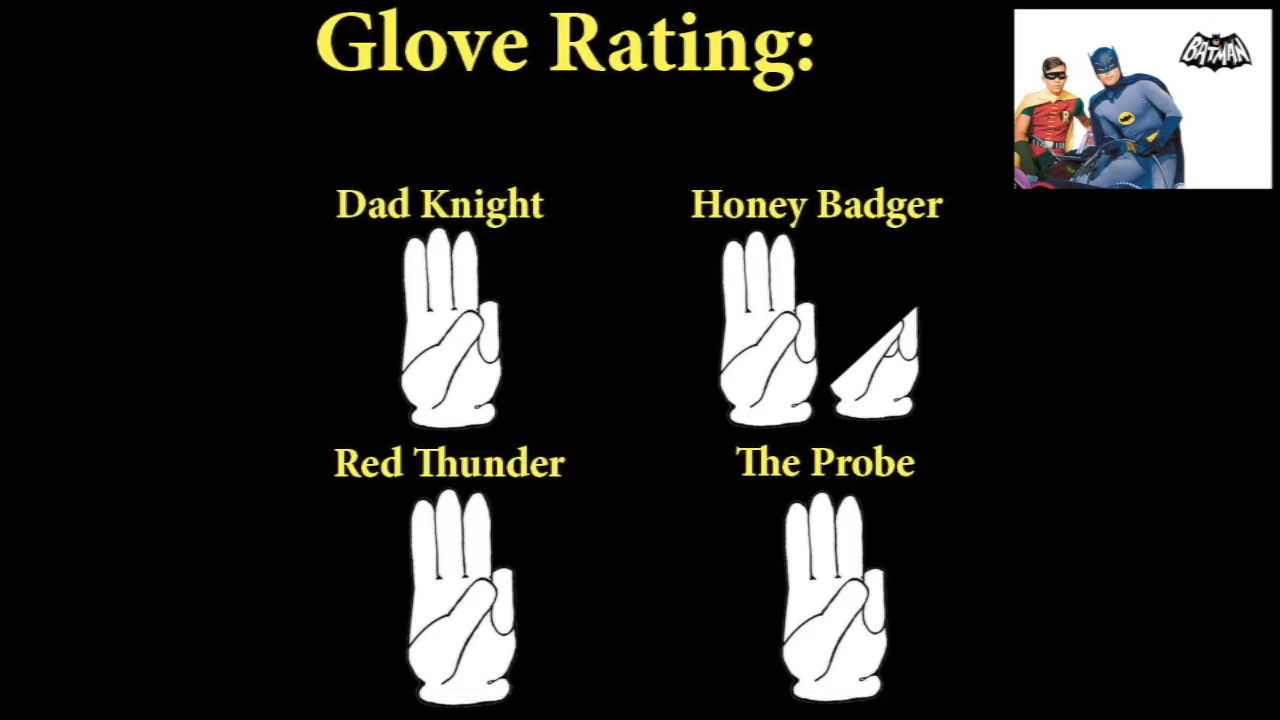 Glove Rating:
BATMAN
Dad Knight
Honey Badger
R
Red Thunder
The Probe